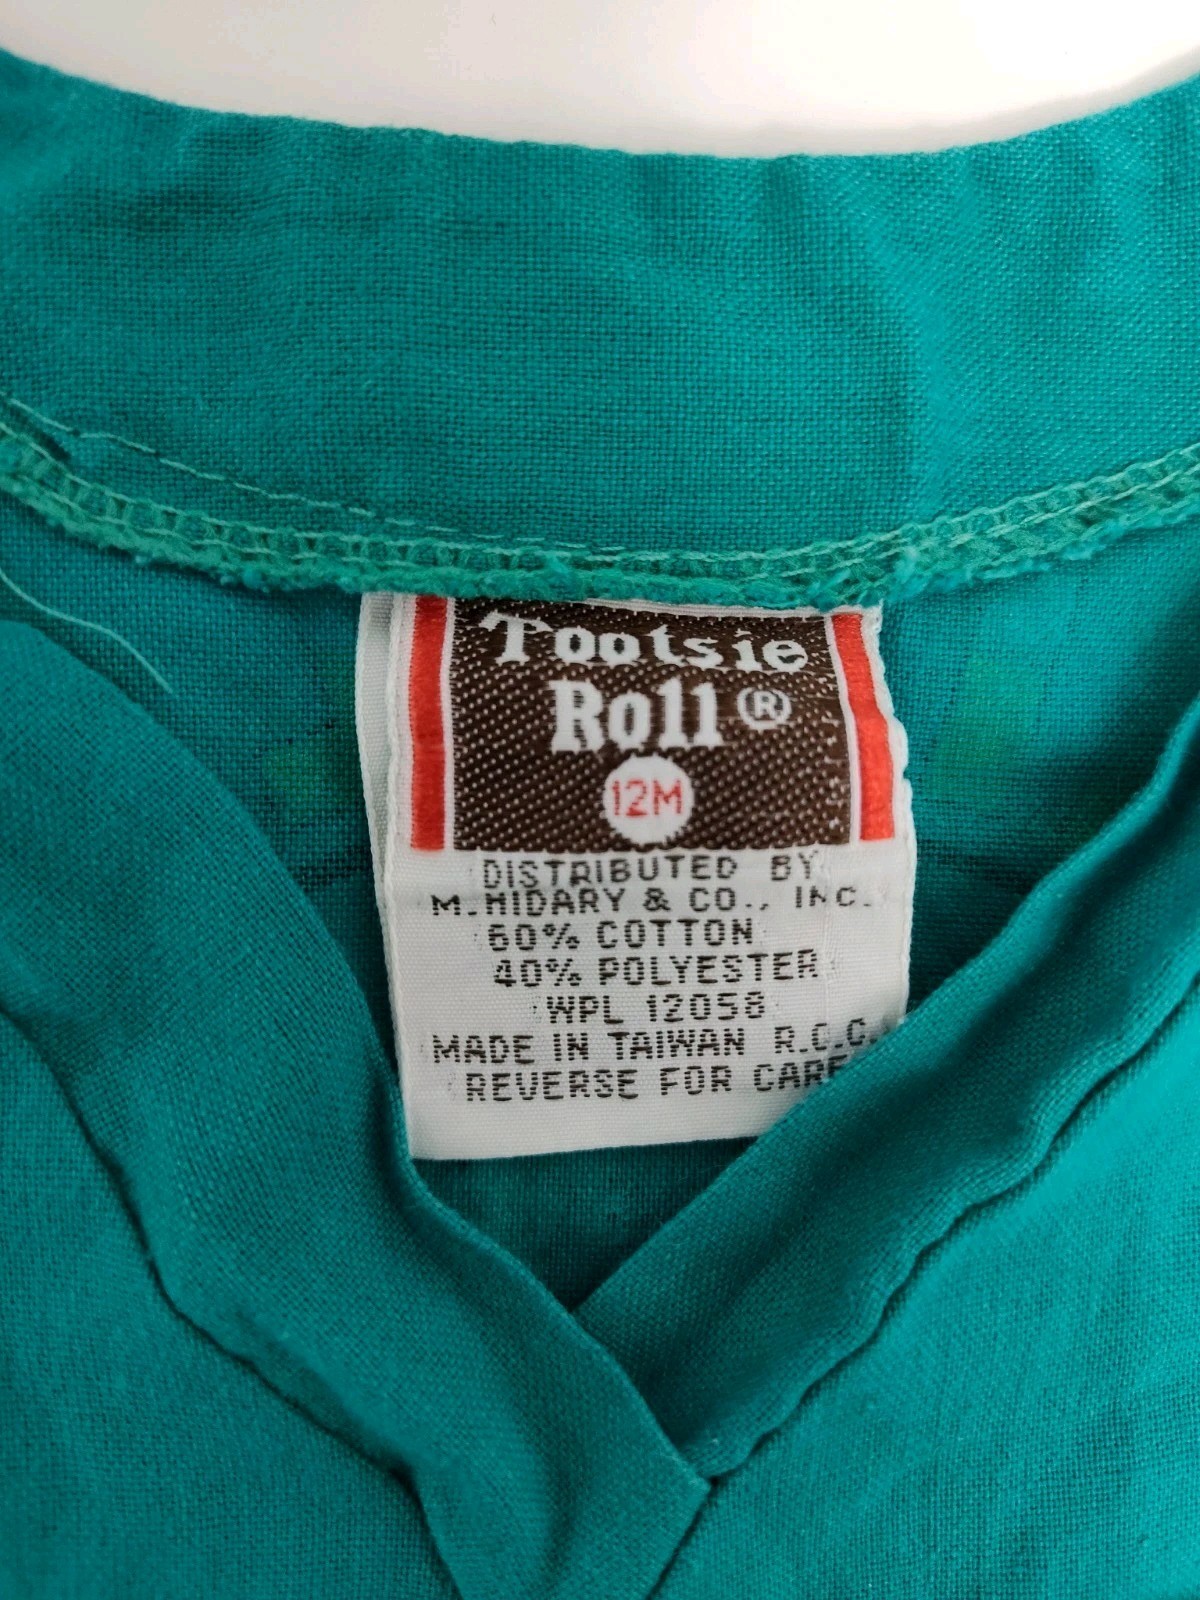 Tootsie
Roll®
12M
DISTRIBUTED BY
M. HIDARY & CO., INC.
60% COTTON
40% POLYESTER
WPL 12058
MADE IN TAIWAN R.O.C.
REVERSE FOR CARE